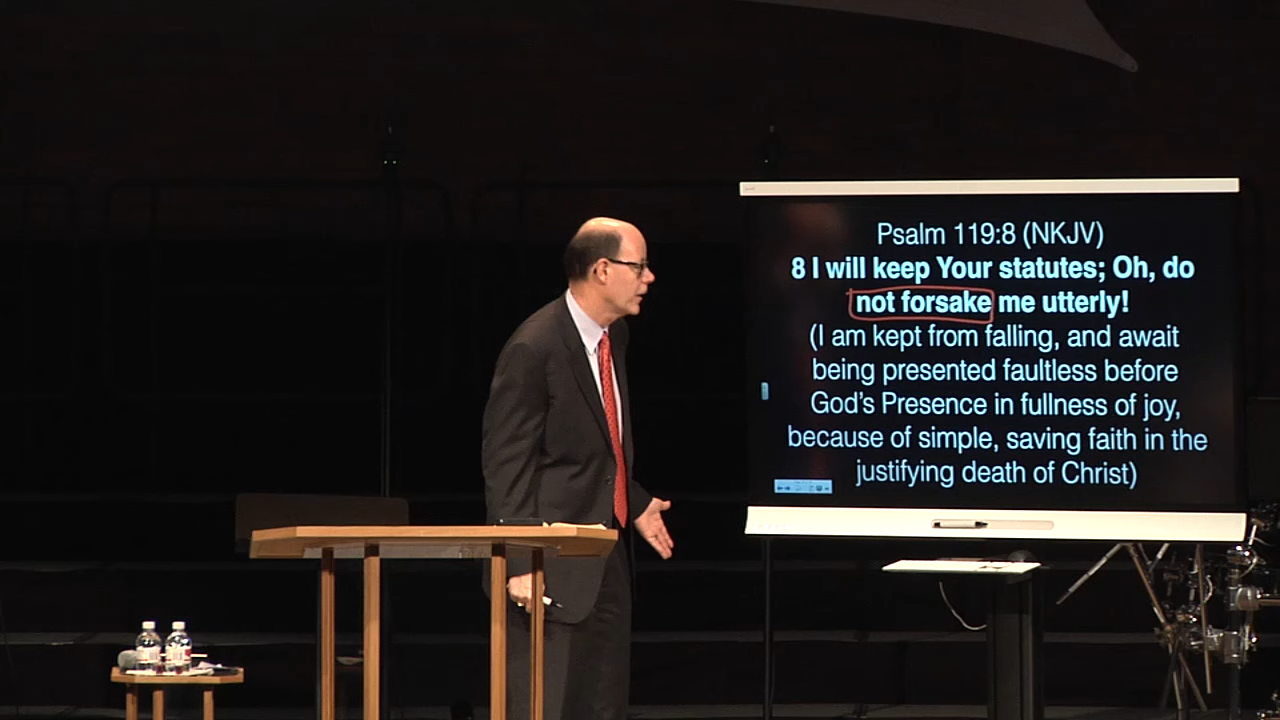 Psalm 119:8 (NKJV)
8 I will keep Your statutes; Oh, do
not forsake me utterly!
(I am kept from falling, and await
being presented faultless before
God's Presence in fullness of joy,
because of simple, saving faith in the
justifying death of Christ)